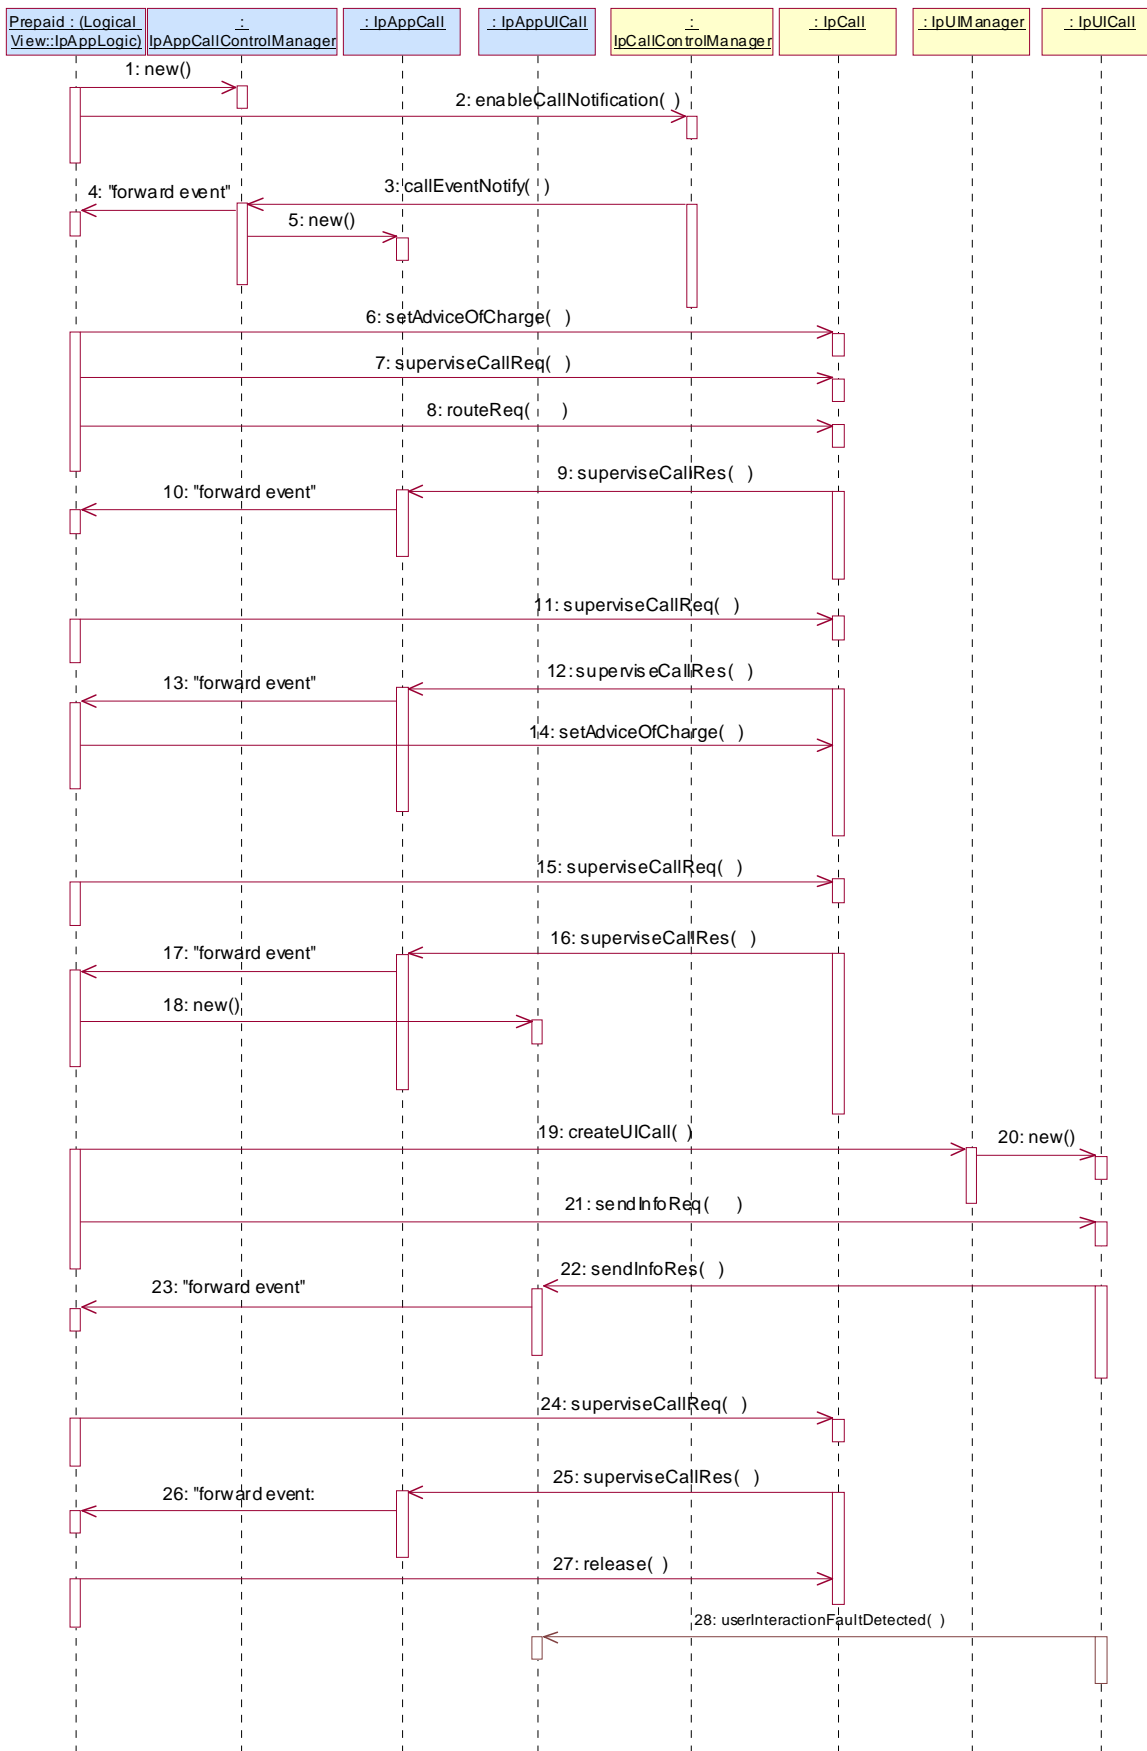 Prepaid : (Logical
View::IpAppLogic)
:
IpAppCallControlManager
: IpAppCall
: IpAppUICall
:
IpCallControlManager
: IpCall
: IpUIManager
: IpUICall
1: new()
2: enableCallNotification( )
3: callEventNotify( )
4: "forward event"
5: new()
6: setAdviceOfCharge( )
7: superviseCallReq( )
8: routeReq( )
9: superviseCallRes( )
10: "forward event"
11: superviseCallReq( )
12: superviseCallRes( )
13: "forward event"
14: setAdviceOfCharge( )
15: superviseCallReq( )
16: superviseCallRes( )
17: "forward event"
18: new()
19: createUICall( )
20: new()
21: sendInfoReq( )
22: sendInfoRes( )
23: "forward event"
24: superviseCallReq( )
25: superviseCallRes( )
26: "forward event:
27: release( )
28: userInteractionFaultDetected( )